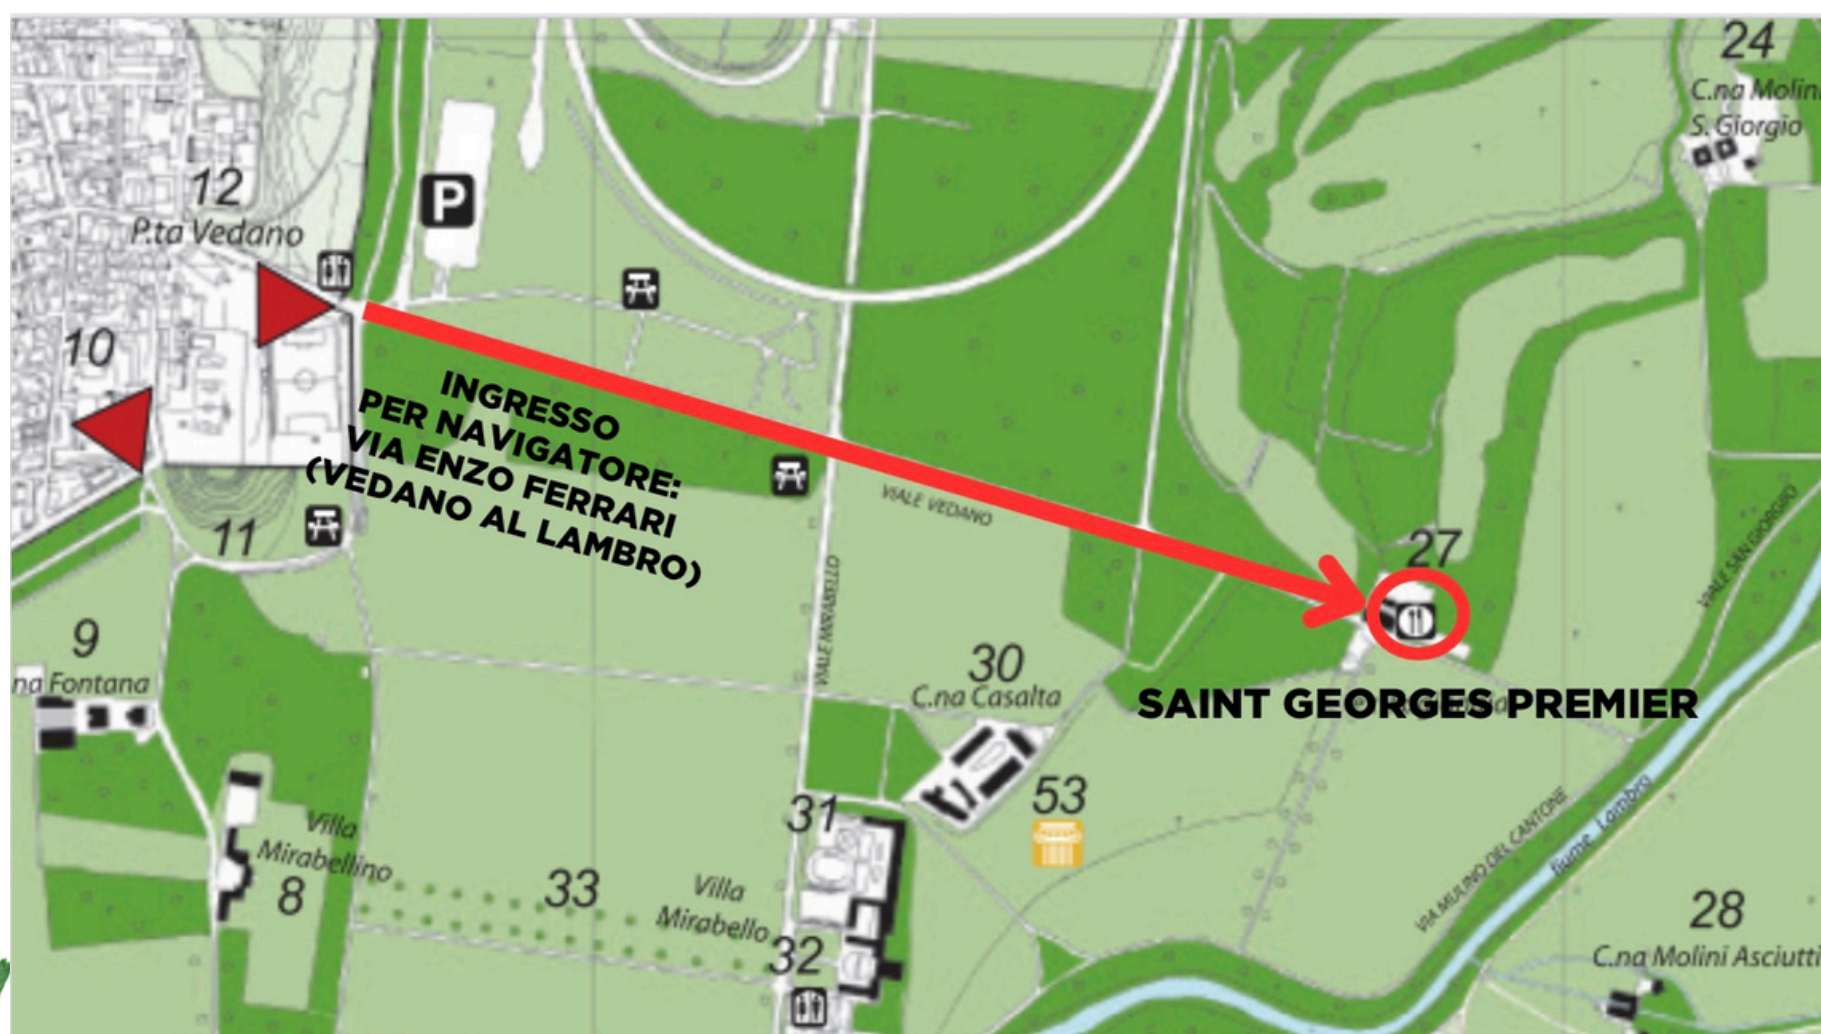 24
C.na Molini
S. Giorgio
12
P.ta Vedano
P
10
INGRESSO
PER NAVIGATORE:
VIA ENZO FERRARI
(VEDANO AL LAMBRO)
VIALE VEDANO
11
27
VIALE SAN GIORGIO
9
na Fontana
VIALE MIRABELLO
30
C.na Casalta
SAINT GEORGES PREMIER
53
31
Villa
Mirabellino
8
33
Villa
Mirabello
32
VIA MULINO DEL CANTONE
fiume Lambro
28
C.na Molini Asciutti